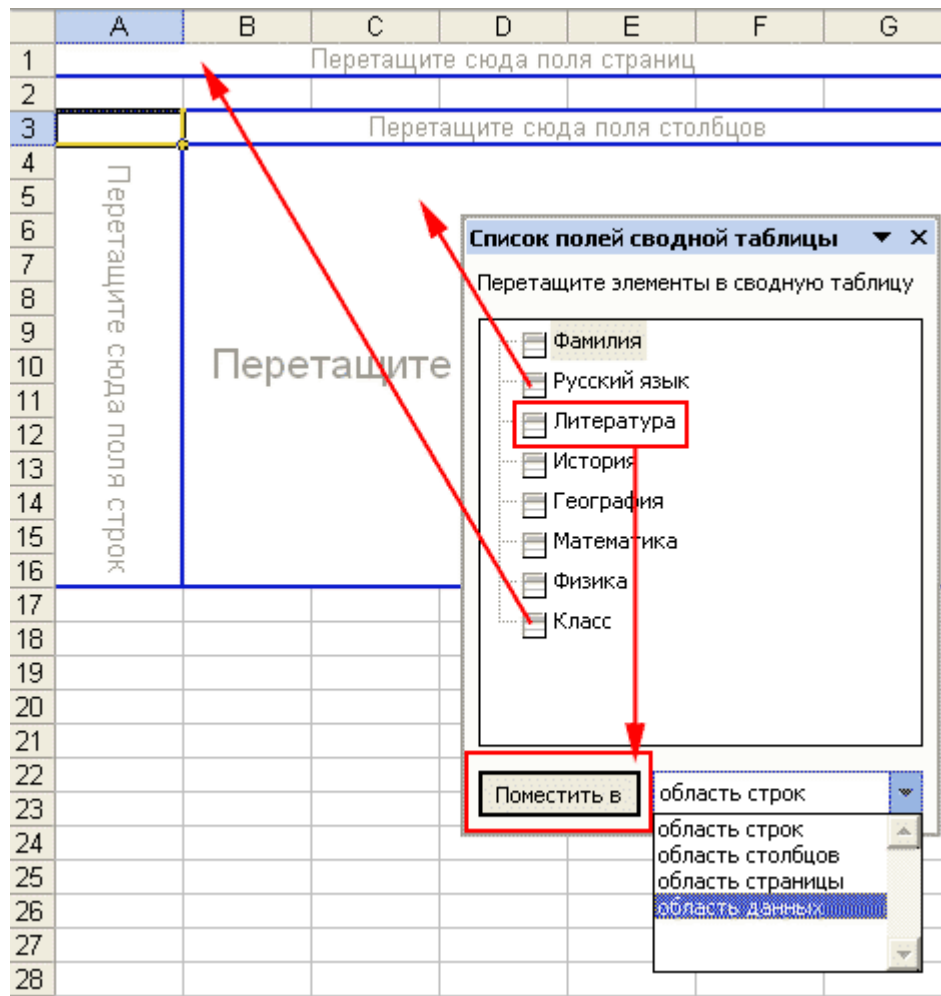 A B C D E F G
1 Перетащите сюда поля страниц
2
3 Перетащите сюда поля столбцов
4
5
6
7
8
9
10
11
12
13
14
15
16
17
18
19
20
21
22
23
24
25
26
27
28
Перетащите сюда поля строк
Перетащите
Список полей сводной таблицы
Перетащите элементы в сводную таблицу
Фамилия
Русский язык
Литература
История
География
Математика
Физика
Класс
Поместить в область строк
область строк
область столбцов
область страницы
область данных